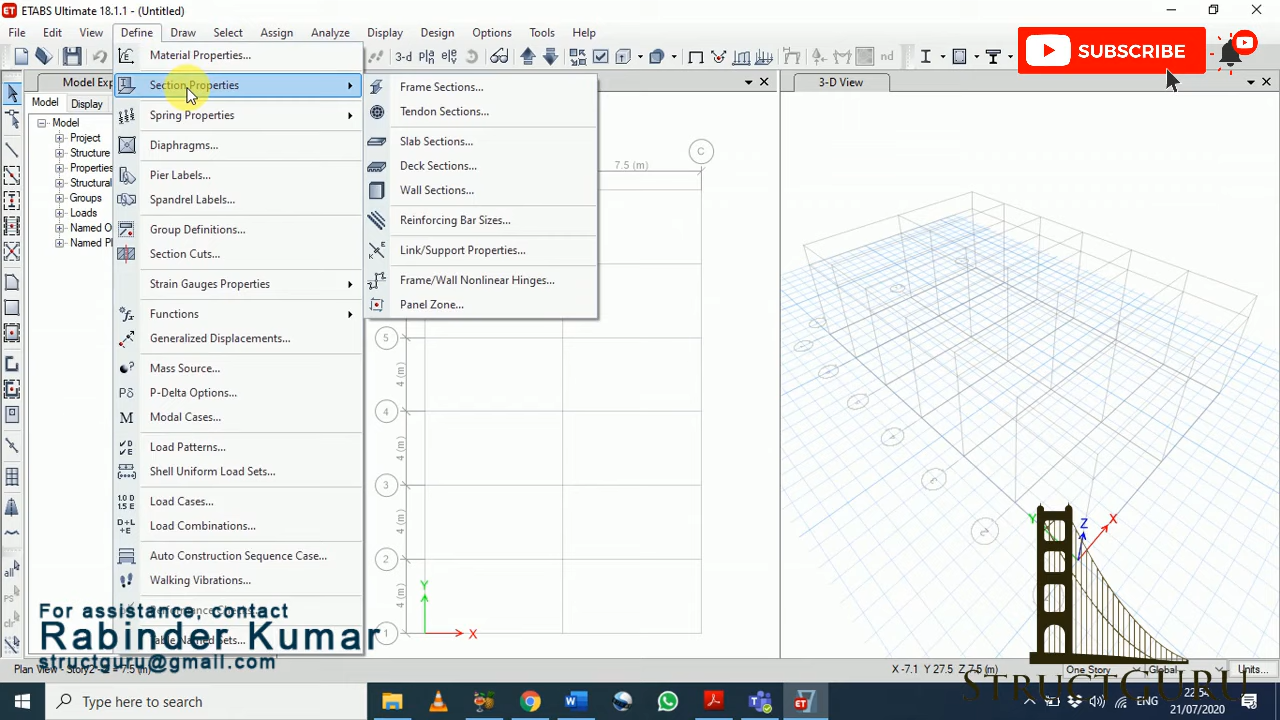 ETABS Ultimate 18.1.1 - (Untitled)
File Edit View Define Draw Select Assign Analyze Display Design Options Tools Help
SUBSCRIBE
Model Exp
Model Display
Model
Project
Structure
Properties
Structural
Groups
Loads
Named O
Named Pl
Material Properties...
Section Properties
Spring Properties
Diaphragms...
Pier Labels...
Spandrel Labels...
Group Definitions...
Section Cuts...
Strain Gauges Properties
Functions
Generalized Displacements...
Mass Source...
P-Delta Options...
Modal Cases...
Load Patterns...
Shell Uniform Load Sets...
Load Cases...
Load Combinations...
Auto Construction Sequence Case...
Walking Vibrations...
Frame Sections...
Tendon Sections...
Slab Sections...
Deck Sections...
Wall Sections...
Reinforcing Bar Sizes...
Link/Support Properties...
Frame/Wall Nonlinear Hinges...
Panel Zone...
C
7.5 (m)
5
4 (m)
4
4 (m)
3
4 (m)
2
4 (m)
1
Y
X
3-D View
Y Z X
For assistance, contact
Rabinder Kumar
structguru@gmail.com
STRUCTGURU
X -7.1 Y 27.5 Z 7.5 (m)
One Story
Global
Units...
Type here to search
ENG
22:54
21/07/2020